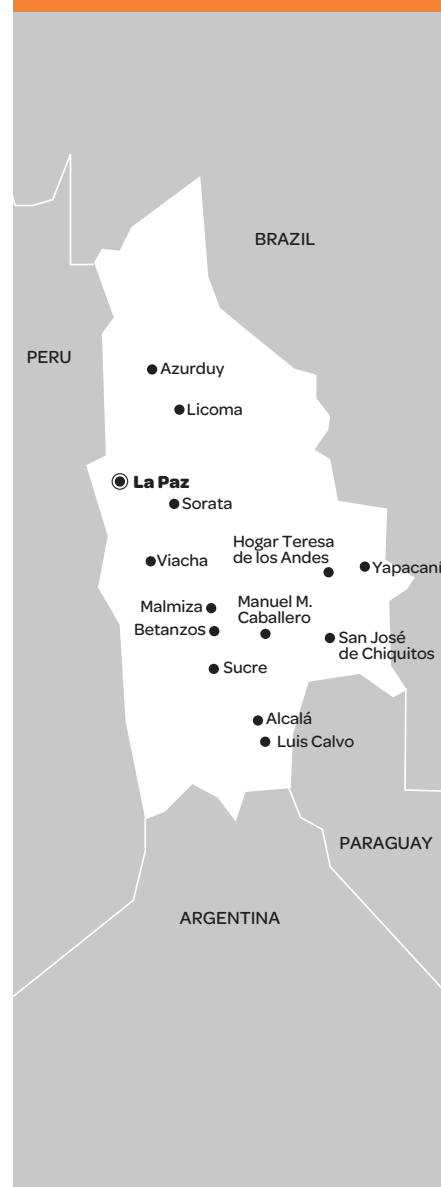 BRAZIL
PERU
Azurduy
Licoma
La Paz
Sorata
Hogar Teresa
de los Andes
Viacha
Yapacaní
Malmiza
Manuel M.
Caballero
Betanzos
San José
de Chiquitos
Sucre
Alcalá
Luis Calvo
PARAGUAY
ARGENTINA